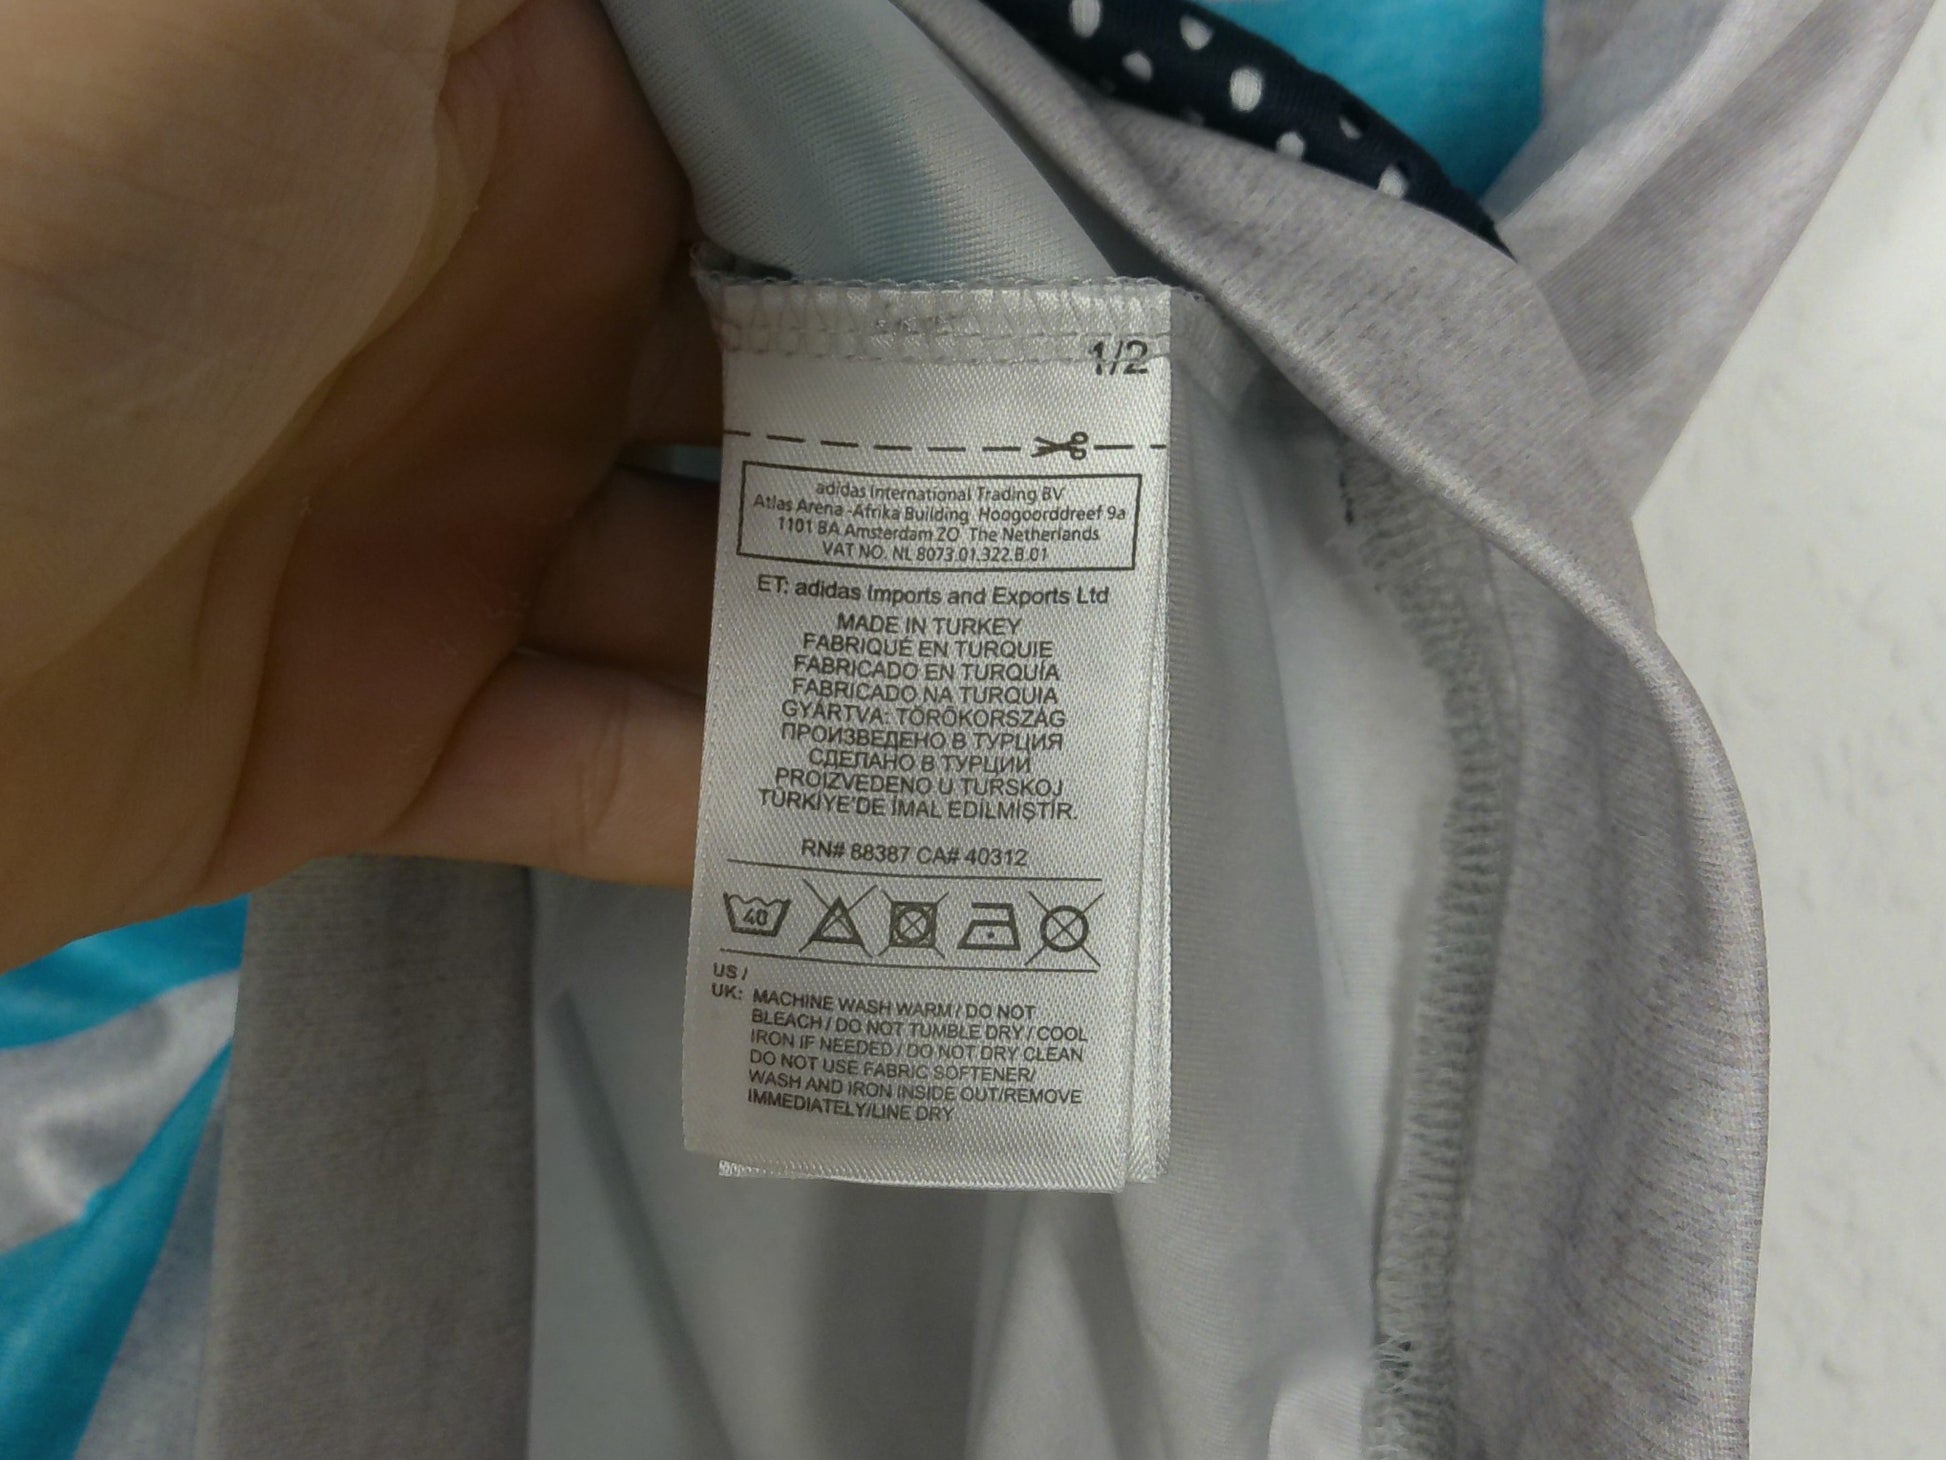 1/2
adidas International Trading BV
Atlas Arena -Afrika Building Hoogoorddreef 9a
1101 BA Amsterdam ZO The Netherlands
VAT NO. NL 8073.01.322.B.01
ET: adidas Imports and Exports Ltd
MADE IN TURKEY
FABRIQUÉ EN TURQUIE
FABRICADO EN TURQUÍA
FABRICADO NA TURQUIA
GYÁRTVA: TÖRÖKORSZÁG
ПРОИЗВЕДЕНО В ТУРЦИЯ
СДЕЛАНО В ТУРЦИИ
PROIZVEDENO U TURSKOJ
TÜRKİYE'DE İMAL EDİLMİŞTİR.
RN# 88387 CA# 40312
40
US /
UK: MACHINE WASH WARM / DO NOT
BLEACH / DO NOT TUMBLE DRY / COOL
IRON IF NEEDED / DO NOT DRY CLEAN
DO NOT USE FABRIC SOFTENER/
WASH AND IRON INSIDE OUT/REMOVE
IMMEDIATELY/LINE DRY